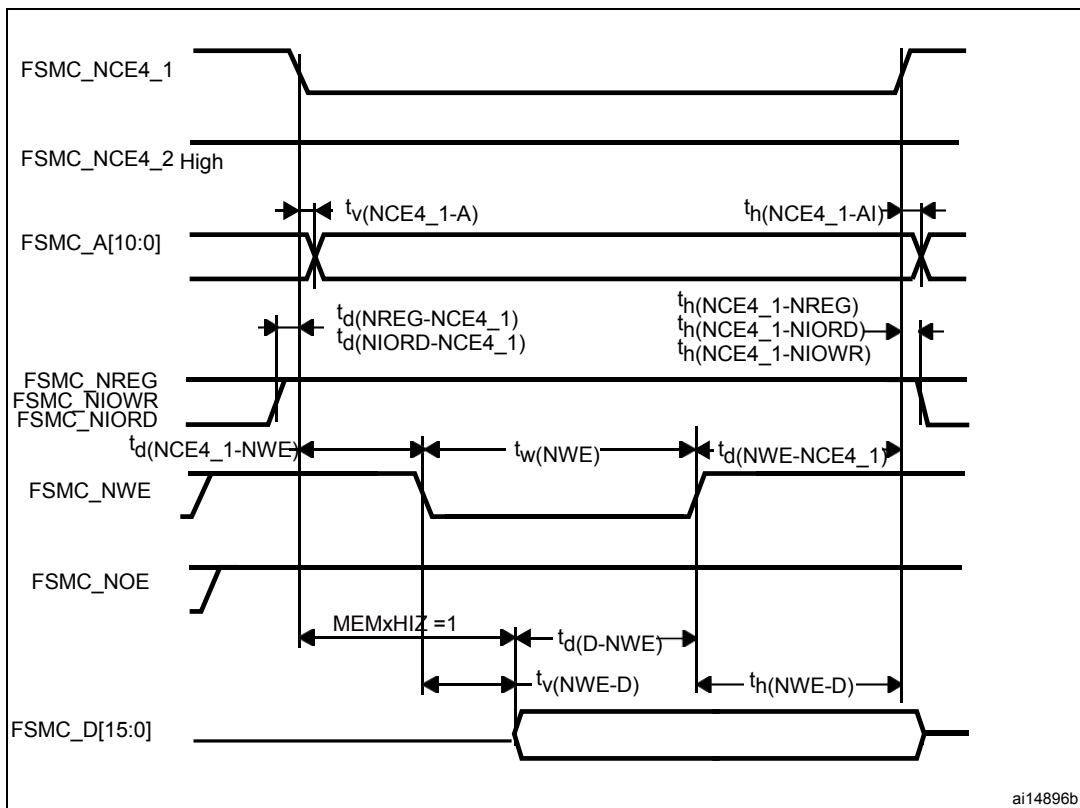 FSMC_NCE4_1
FSMC_NCE4_2 High
tv(NCE4_1-A)
th(NCE4_1-AI)
FSMC_A[10:0]
td(NREG-NCE4_1)
td(NIORD-NCE4_1)
th(NCE4_1-NREG)
th(NCE4_1-NIORD)
th(NCE4_1-NIOWR)
FSMC_NREG
FSMC_NIOWR
FSMC_NIORD
td(NCE4_1-NWE)
tw(NWE)
td(NWE-NCE4_1)
FSMC_NWE
FSMC_NOE
MEMxHIZ =1
td(D-NWE)
tv(NWE-D)
th(NWE-D)
FSMC_D[15:0]
ai14896b